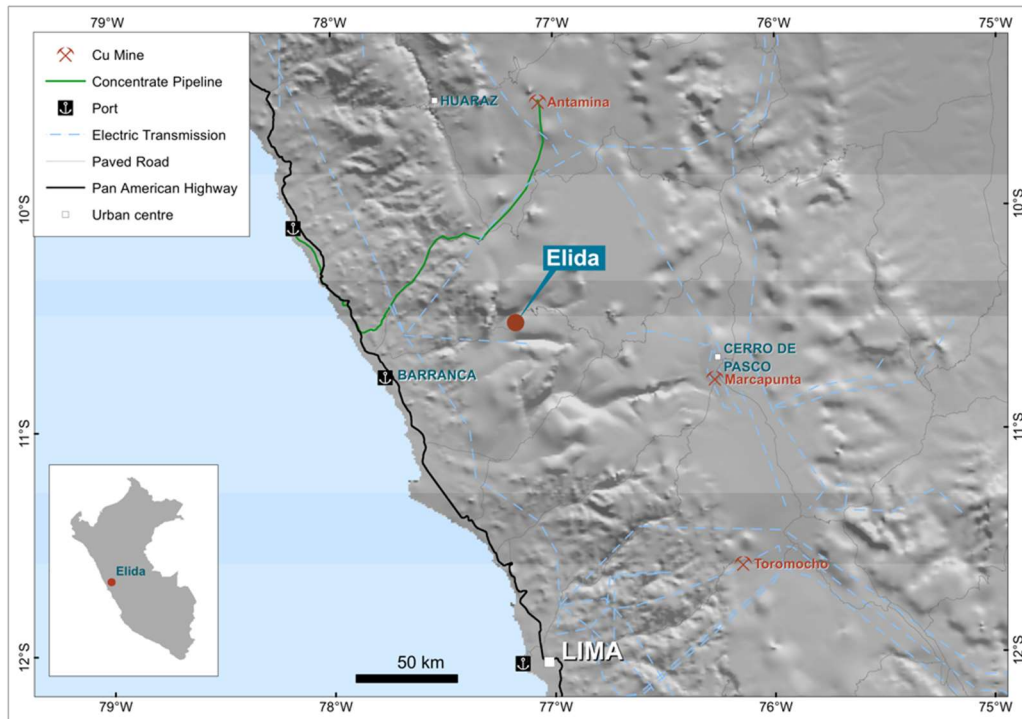 79°W
78°W
77°W
76°W
75°W
Cu Mine
Concentrate Pipeline
Port
Electric Transmission
Paved Road
Pan American Highway
Urban centre
HUARAZ
Antamina
10°S
10°S
Elida
CERRO DE
PASCO
Marcapunta
BARRANCA
11°S
11°S
Elida
Toromocho
LIMA
50 km
12°S
12°S
79°W
78°W
77°W
76°W
75°W